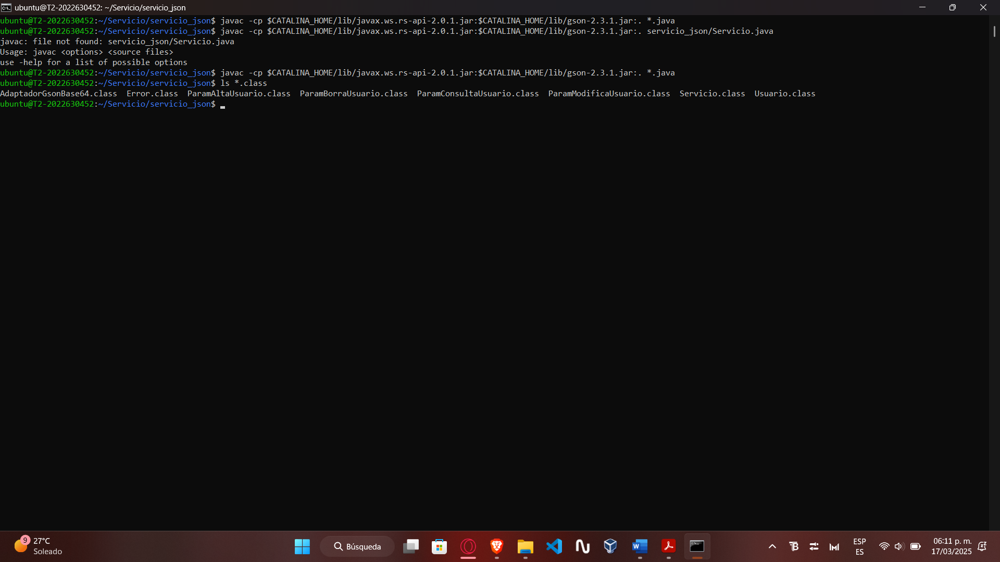 ubuntu@T2-2022630452: ~/Servicio/servicio_json
ubuntu@T2-2022630452:~/Servicio/servicio_json$ javac -cp $CATALINA_HOME/lib/javax.ws.rs-api-2.0.1.jar:$CATALINA_HOME/lib/gson-2.3.1.jar:. *.java
ubuntu@T2-2022630452:~/Servicio/servicio_json$ javac -cp $CATALINA_HOME/lib/javax.ws.rs-api-2.0.1.jar:$CATALINA_HOME/lib/gson-2.3.1.jar:. servicio_json/Servicio.java
javac: file not found: servicio_json/Servicio.java
Usage: javac <options> <source files>
use -help for a list of possible options
ubuntu@T2-2022630452:~/Servicio/servicio_json$ javac -cp $CATALINA_HOME/lib/javax.ws.rs-api-2.0.1.jar:$CATALINA_HOME/lib/gson-2.3.1.jar:. *.java
ubuntu@T2-2022630452:~/Servicio/servicio_json$ ls *.class
AdaptadorGsonBase64.class  Error.class  ParamAltaUsuario.class  ParamBorraUsuario.class  ParamConsultaUsuario.class  ParamModificaUsuario.class  Servicio.class  Usuario.class
ubuntu@T2-2022630452:~/Servicio/servicio_json$
9
27°C
Soleado
Búsqueda
ESP
ES
06:11 p. m.
17/03/2025